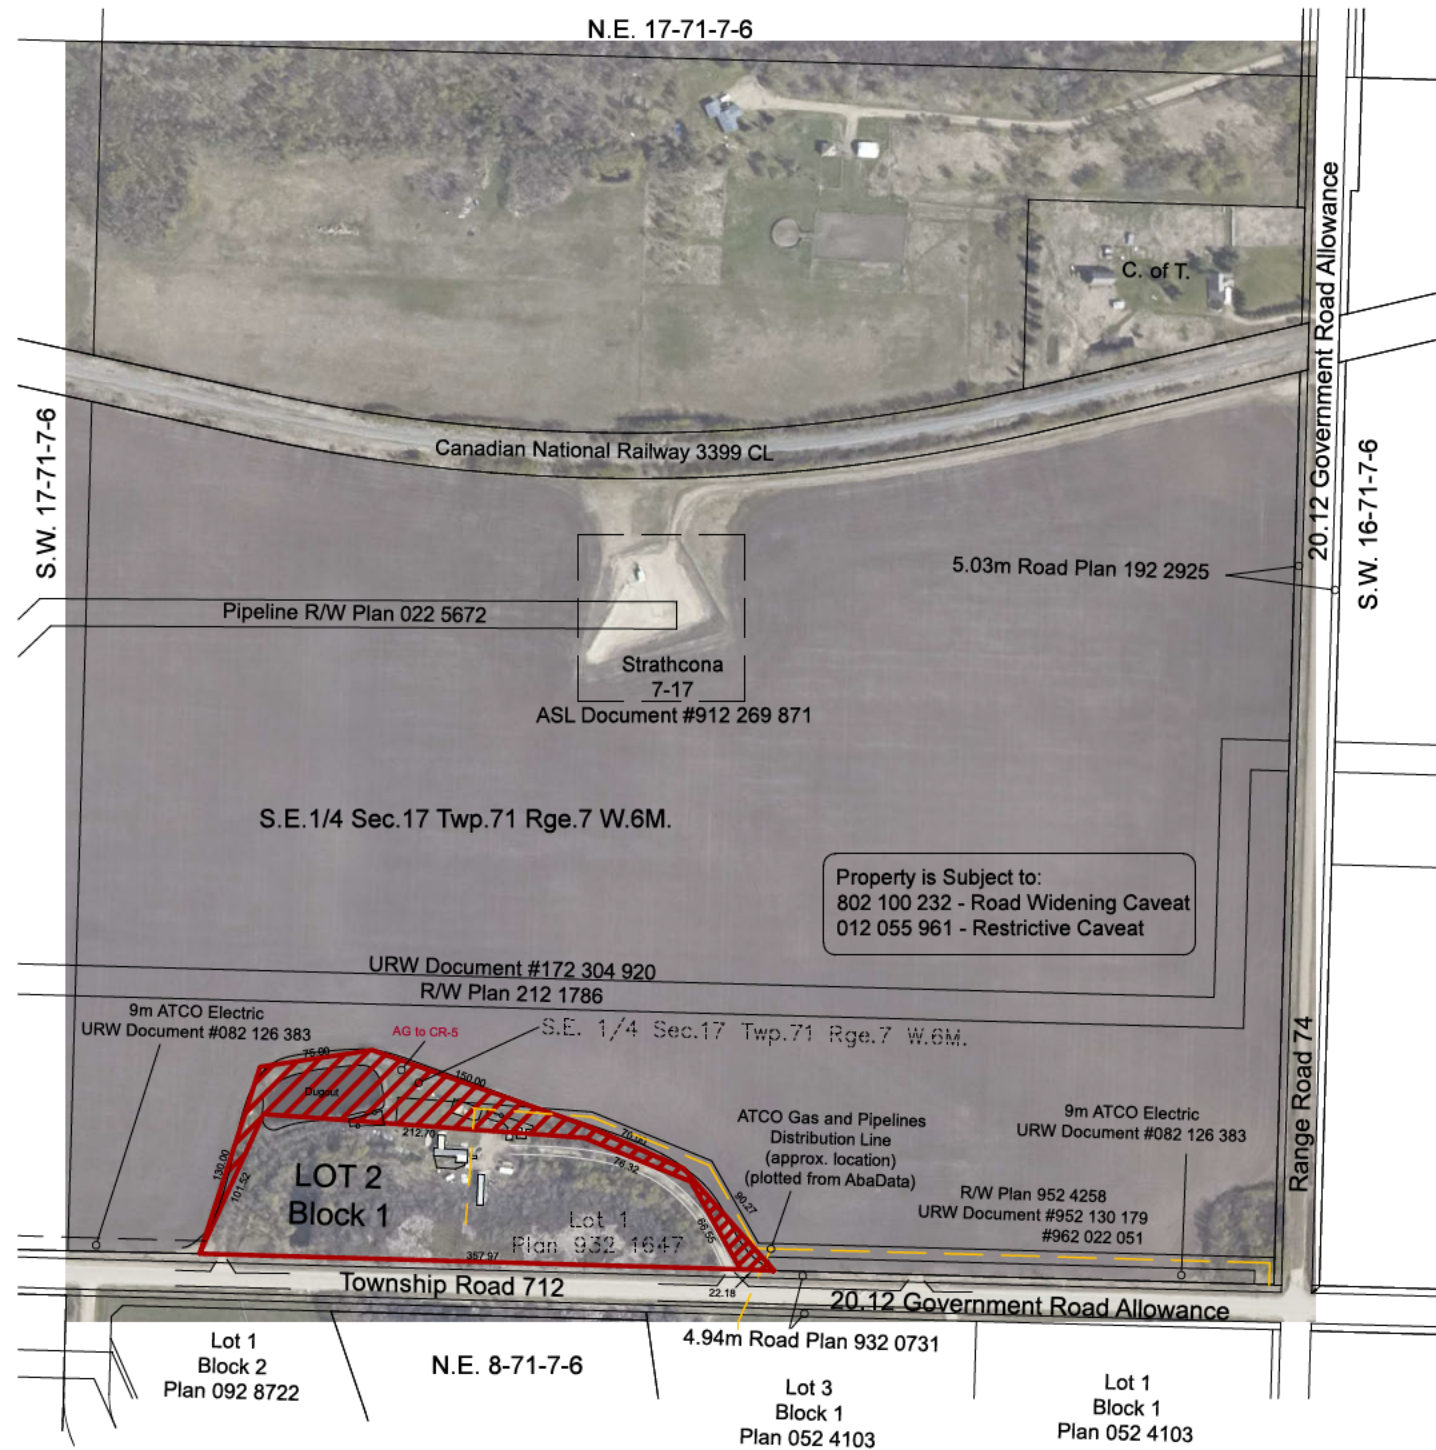 N.E. 17-71-7-6
20.12 Government Road Allowance
C. of T.
Canadian National Railway 3399 CL
S.W. 17-71-7-6
S.W. 16-71-7-6
5.03m Road Plan 192 2925
Pipeline R/W Plan 022 5672
Strathcona
7-17
ASL Document #912 269 871
S.E.1/4 Sec.17 Twp.71 Rge.7 W.6M.
Property is Subject to:
802 100 232 - Road Widening Caveat
012 055 961 - Restrictive Caveat
URW Document #172 304 920
R/W Plan 212 1786
9m ATCO Electric
URW Document #082 126 383
AG to CR-5
S.E. 1/4 Sec.17 Twp.71 Rge.7 W.6M.
75.00
150.00
Dugout
212.70
76.32
90.27
66.55
130.00
101.52
LOT 2
Block 1
Lot 1
Plan 932 1647
357.97
ATCO Gas and Pipelines
Distribution Line
(approx. location)
(plotted from AbaData)
9m ATCO Electric
URW Document #082 126 383
R/W Plan 952 4258
URW Document #952 130 179
#962 022 051
Range Road 74
Township Road 712
22.18
20.12 Government Road Allowance
4.94m Road Plan 932 0731
Lot 1
Block 2
Plan 092 8722
N.E. 8-71-7-6
Lot 3
Block 1
Plan 052 4103
Lot 1
Block 1
Plan 052 4103